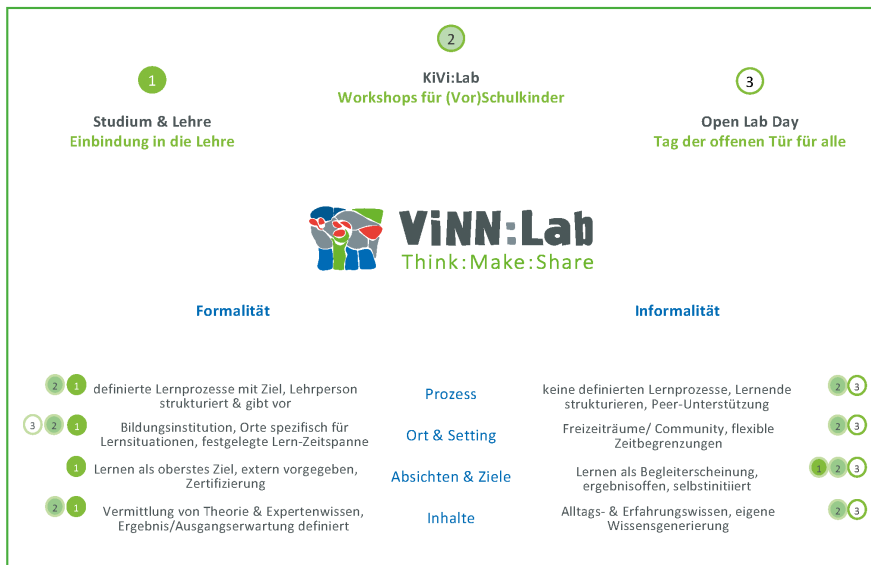 2
1
3
KiVi:Lab
Workshops für (Vor)Schulkinder
Studium & Lehre
Einbindung in die Lehre
Open Lab Day
Tag der offenen Tür für alle
ViNN:Lab
Think:Make:Share
Formalität
Informalität
2 1
definierte Lernprozesse mit Ziel, Lehrperson
strukturiert & gibt vor
Prozess
keine definierten Lernprozesse, Lernende
strukturieren, Peer-Unterstützung
2 3
3 2 1
Bildungsinstitution, Orte spezifisch für
Lernsituationen, festgelegte Lern-Zeitspanne
Ort & Setting
Freizeiträume/ Community, flexible
Zeitbegrenzungen
2 3
1
Lernen als oberstes Ziel, extern vorgegeben,
Zertifizierung
Absichten & Ziele
Lernen als Begleiterscheinung,
ergebnisoffen, selbstinitiiert
1 2 3
2 1
Vermittlung von Theorie & Expertenwissen,
Ergebnis/Ausgangserwartung definiert
Inhalte
Alltags- & Erfahrungswissen, eigene
Wissensgenerierung
2 3